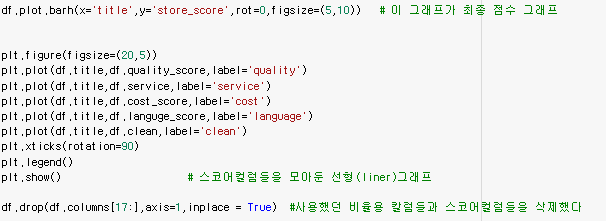 df.plot.barh(x='title',y='store_score',rot=0,figsize=(5,10))   # 이 그래프가 최종 점수 그래프
plt.figure(figsize=(20,5))
plt.plot(df.title,df.quality_score,label='quality')
plt.plot(df.title,df.service,label='service')
plt.plot(df.title,df.cost_score,label='cost')
plt.plot(df.title,df.languge_score,label='language')
plt.plot(df.title,df.clean,label='clean')
plt.xticks(rotation=90)
plt.legend()
plt.show()                    # 스코어컬럼들을 모아둔 선형(liner)그래프
df.drop(df.columns[17:],axis=1,inplace = True)  #사용했던 비율용 칼럼들과 스코어컬럼들을 삭제했다